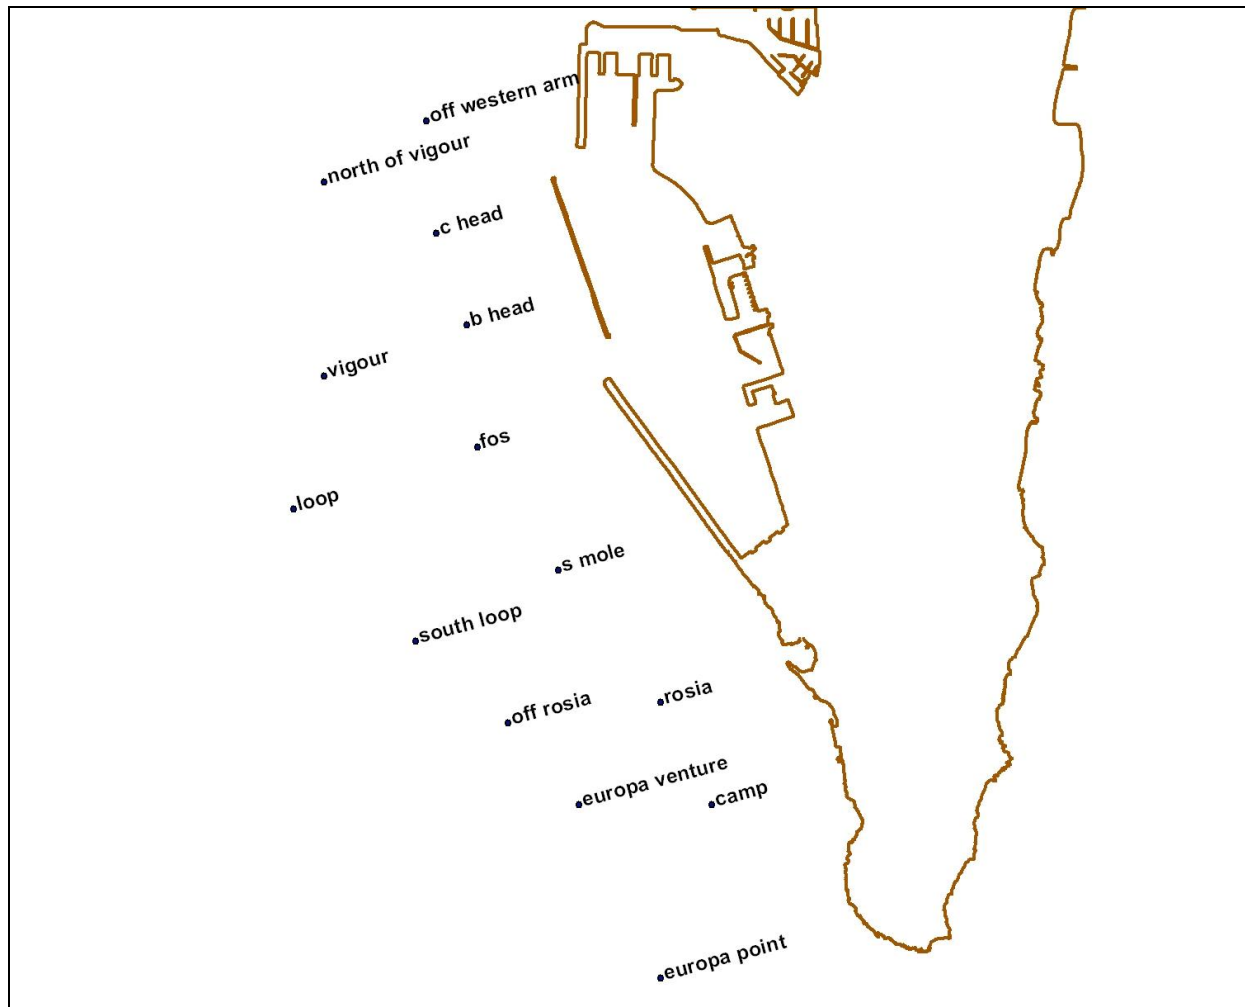 off western arm
north of vigour
c head
b head
vigour
fos
loop
s mole
south loop
rosia
off rosia
europa venture
camp
europa point